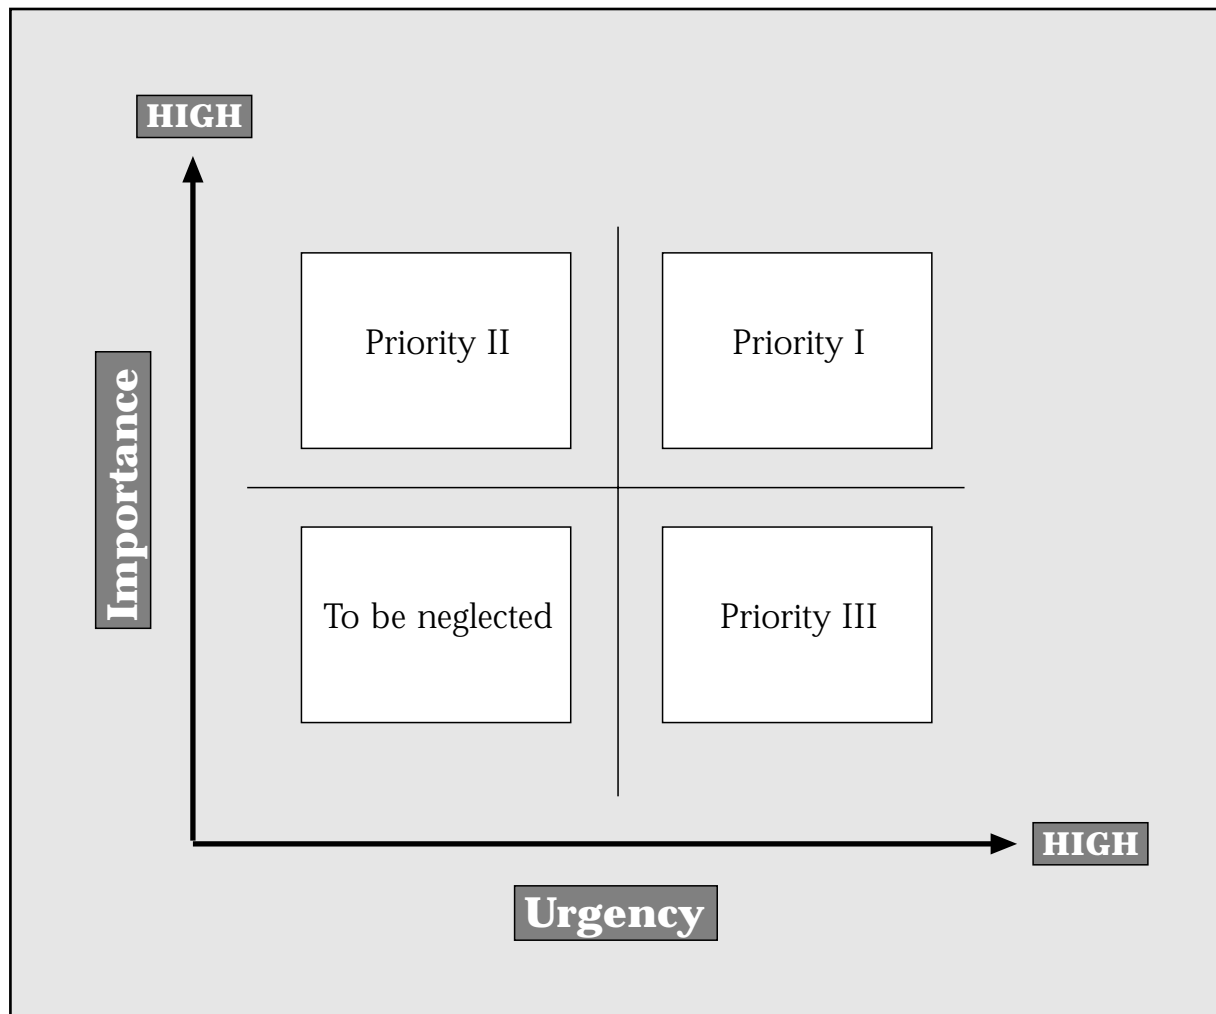 HIGH
Priority II
Priority I
Importance
To be neglected
Priority III
HIGH
Urgency